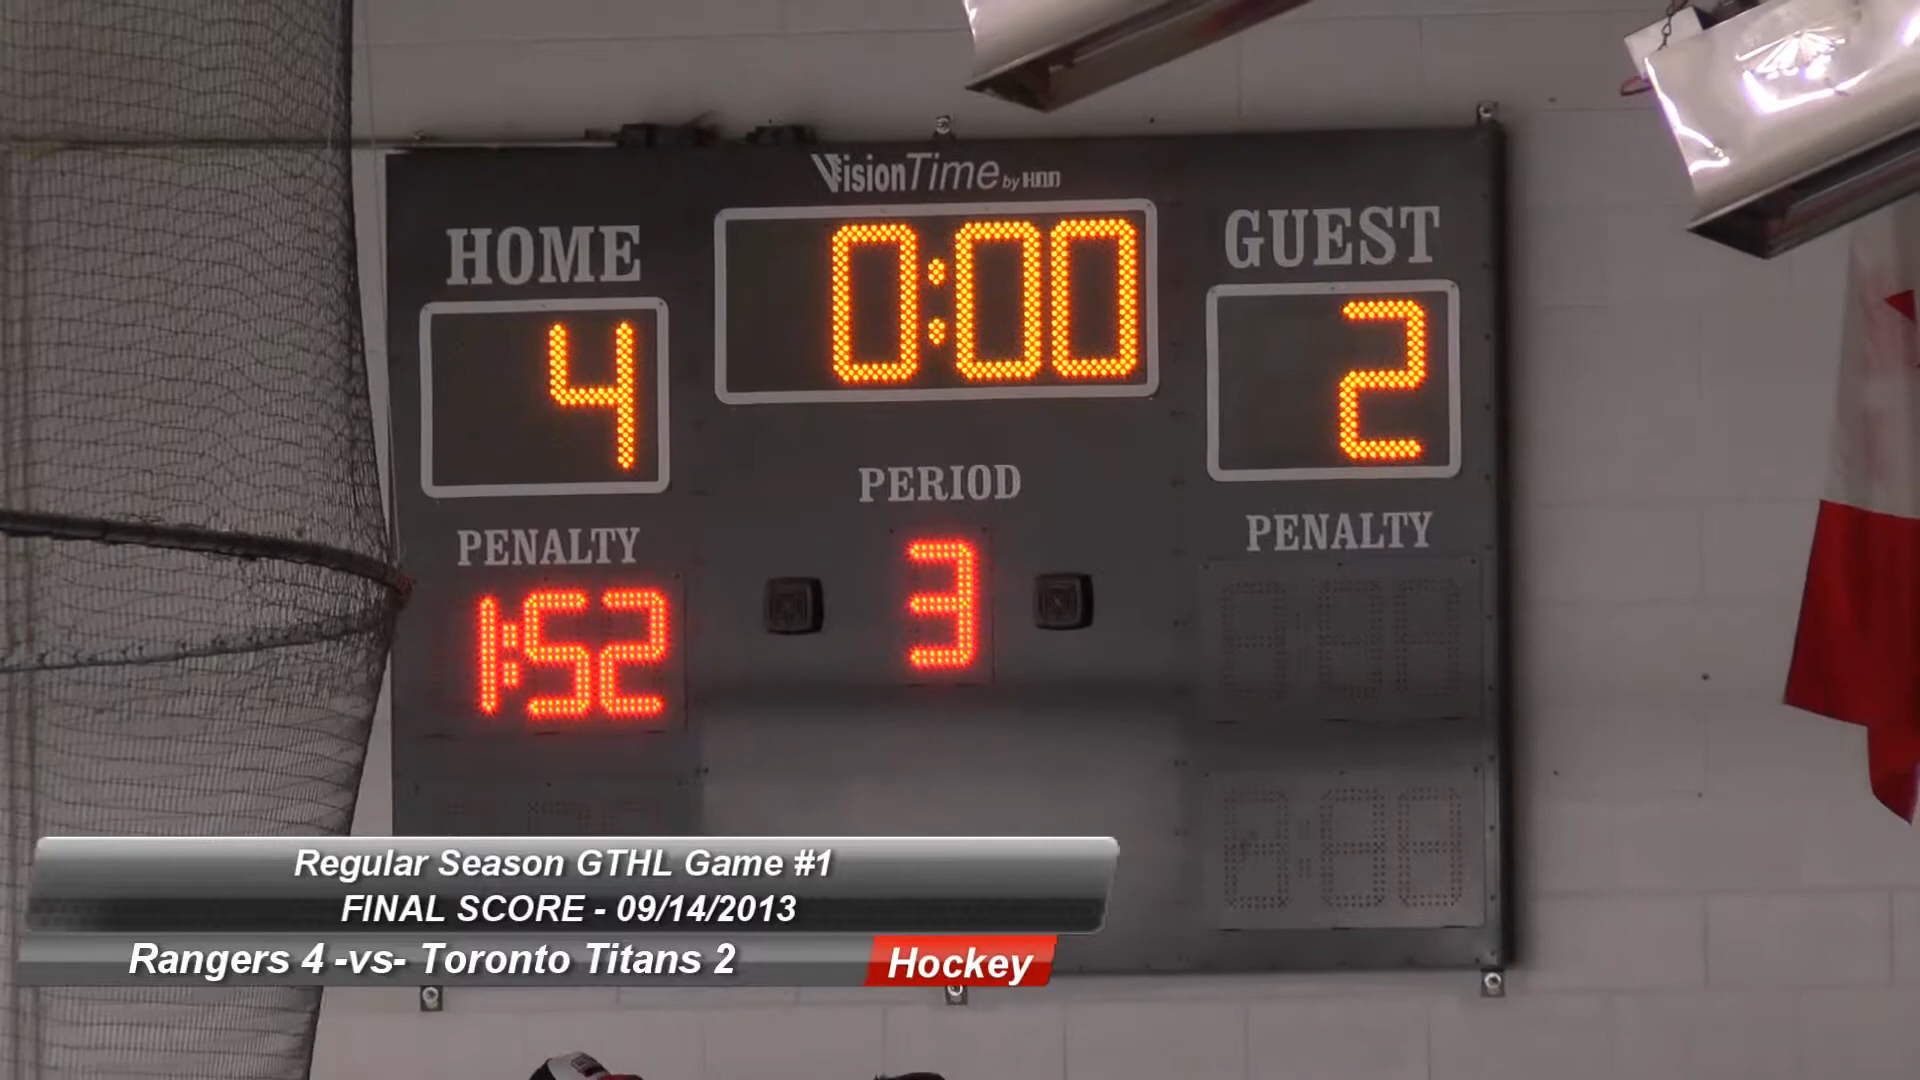 VisionTime by HDD
HOME
0:00
GUEST
4
2
PERIOD
PENALTY
3
PENALTY
1:52
Regular Season GTHL Game #1
FINAL SCORE - 09/14/2013
Rangers 4 -vs- Toronto Titans 2
Hockey